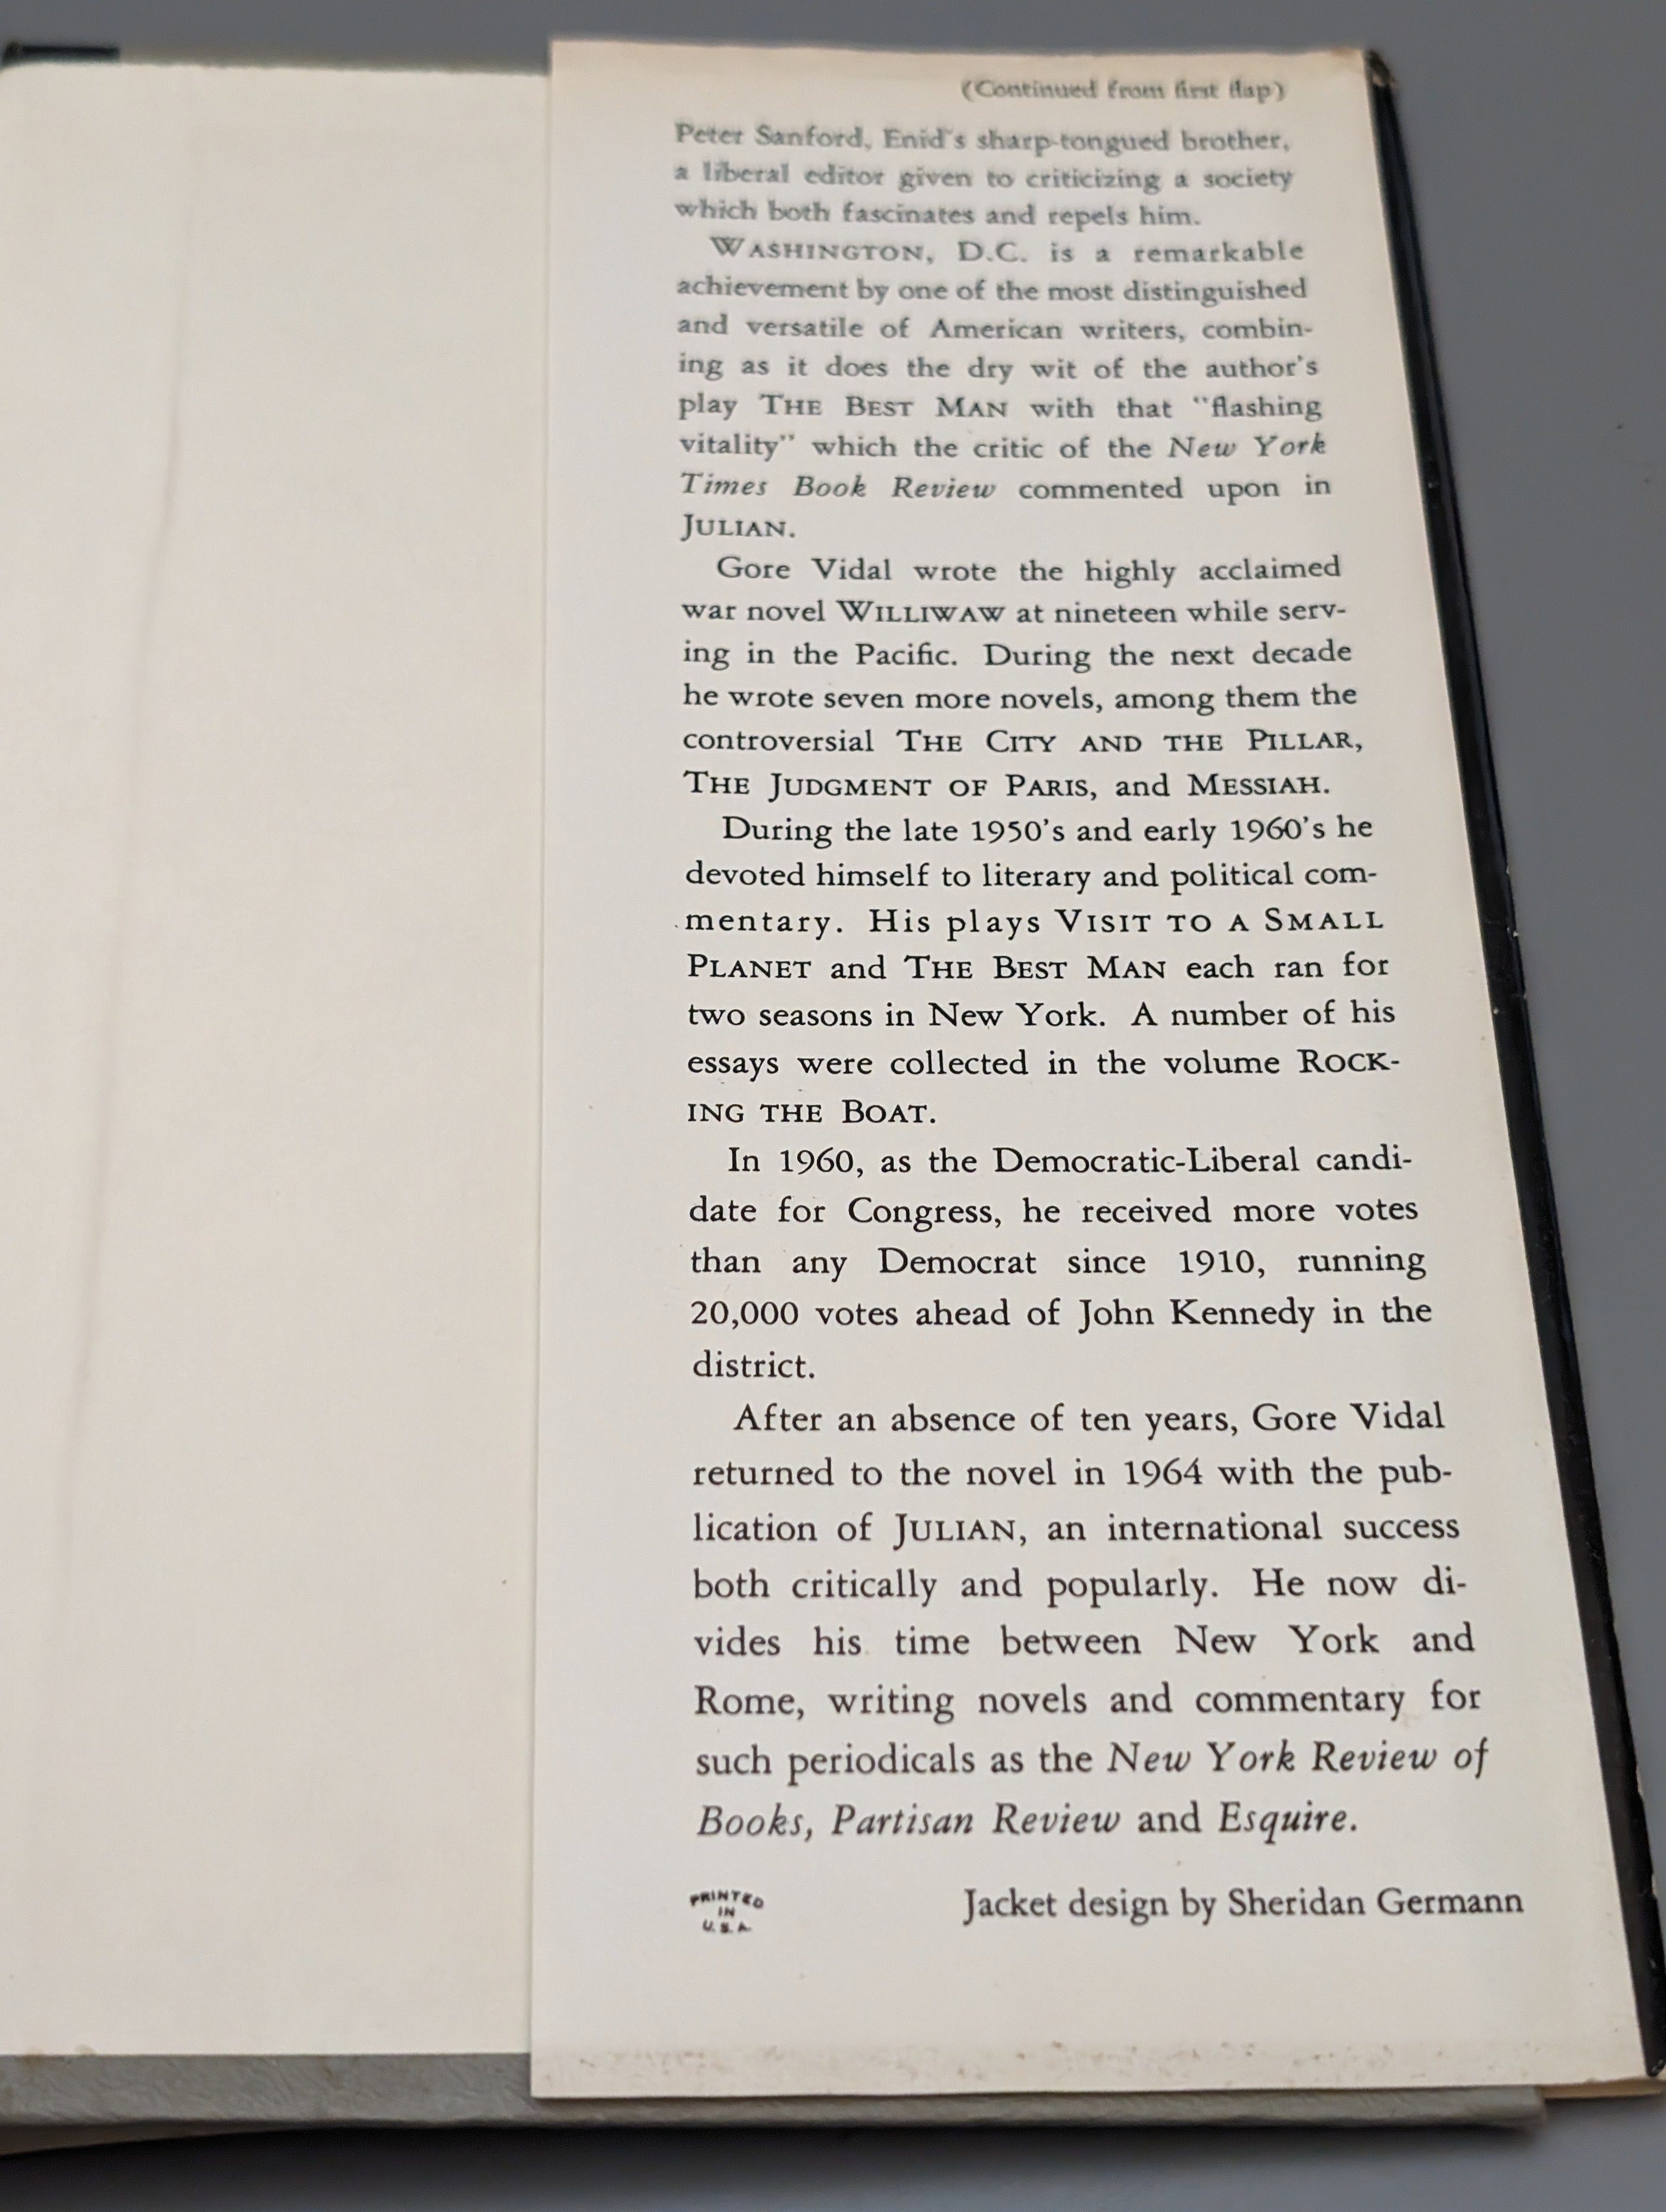 (Continued from first flap)
Peter Sanford, Enid's sharp-tongued brother,
a liberal editor given to criticizing a society
which both fascinates and repels him.
WASHINGTON, D.C. is a remarkable
achievement by one of the most distinguished
and versatile of American writers, combin-
ing as it does the dry wit of the author's
play THE BEST MAN with that "flashing
vitality" which the critic of the New York
Times Book Review commented upon in
JULIAN.
Gore Vidal wrote the highly acclaimed
war novel WILLIWAW at nineteen while serv-
ing in the Pacific. During the next decade
he wrote seven more novels, among them the
controversial THE CITY AND THE PILLAR,
THE JUDGMENT OF PARIS, and MESSIAH.
During the late 1950's and early 1960's he
devoted himself to literary and political com-
mentary. His plays VISIT TO A SMALL
PLANET and THE BEST MAN each ran for
two seasons in New York. A number of his
essays were collected in the volume ROCK-
ING THE BOAT.
In 1960, as the Democratic-Liberal candi-
date for Congress, he received more votes
than any Democrat since 1910, running
20,000 votes ahead of John Kennedy in the
district.
After an absence of ten years, Gore Vidal
returned to the novel in 1964 with the pub-
lication of JULIAN, an international success
both critically and popularly. He now di-
vides his time between New York and
Rome, writing novels and commentary for
such periodicals as the New York Review of
Books, Partisan Review and Esquire.
PRINTED
IN
U.S.A.
Jacket design by Sheridan Germann